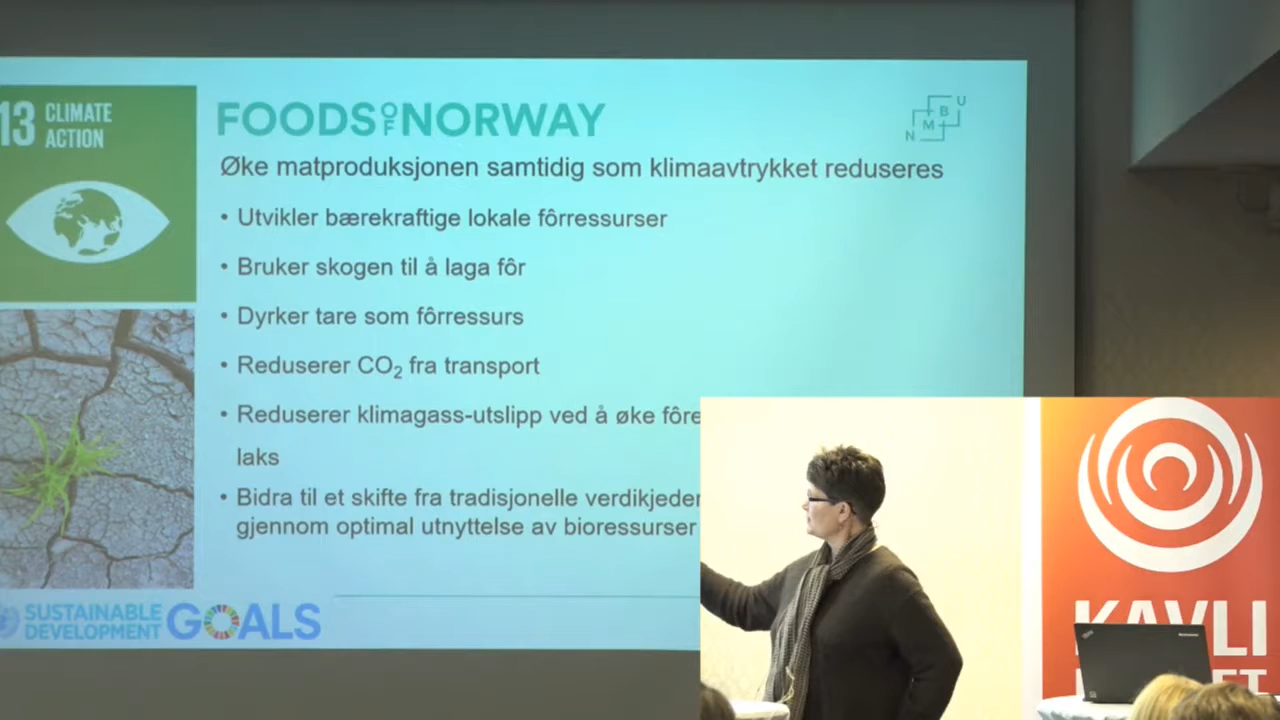 13 CLIMATE ACTION
FOODS OF NORWAY
N M B U
Øke matproduksjonen samtidig som klimaavtrykket reduseres
• Utvikler bærekraftige lokale fôrressurser
• Bruker skogen til å laga fôr
• Dyrker tare som fôrressurs
• Reduserer CO₂ fra transport
• Reduserer klimagass-utslipp ved å øke
laks
• Bidra til et skifte fra tradisjonelle verdikjeder
gjennom optimal utnyttelse av bioressurser
SUSTAINABLE
DEVELOPMENT GOALS
KAVLI